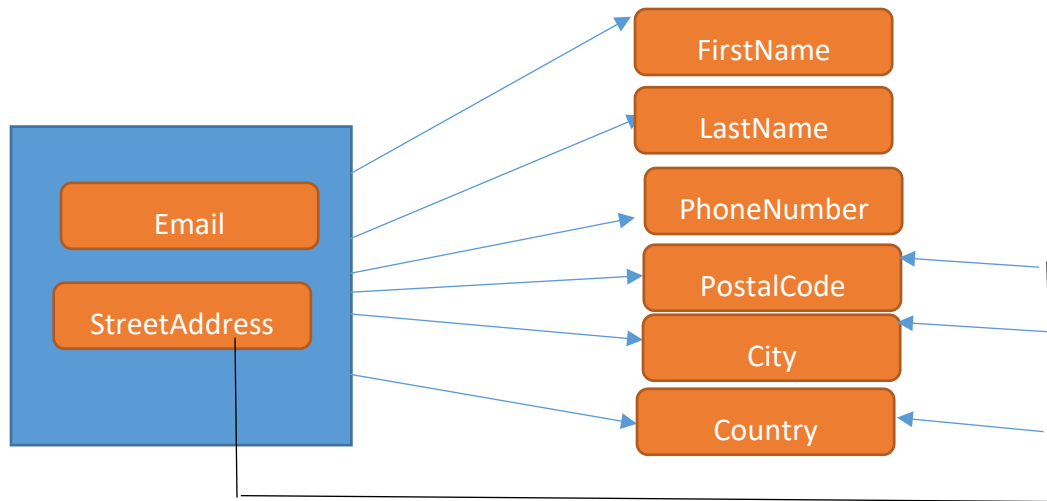 FirstName
LastName
Email
PhoneNumber
PostalCode
StreetAddress
City
Country